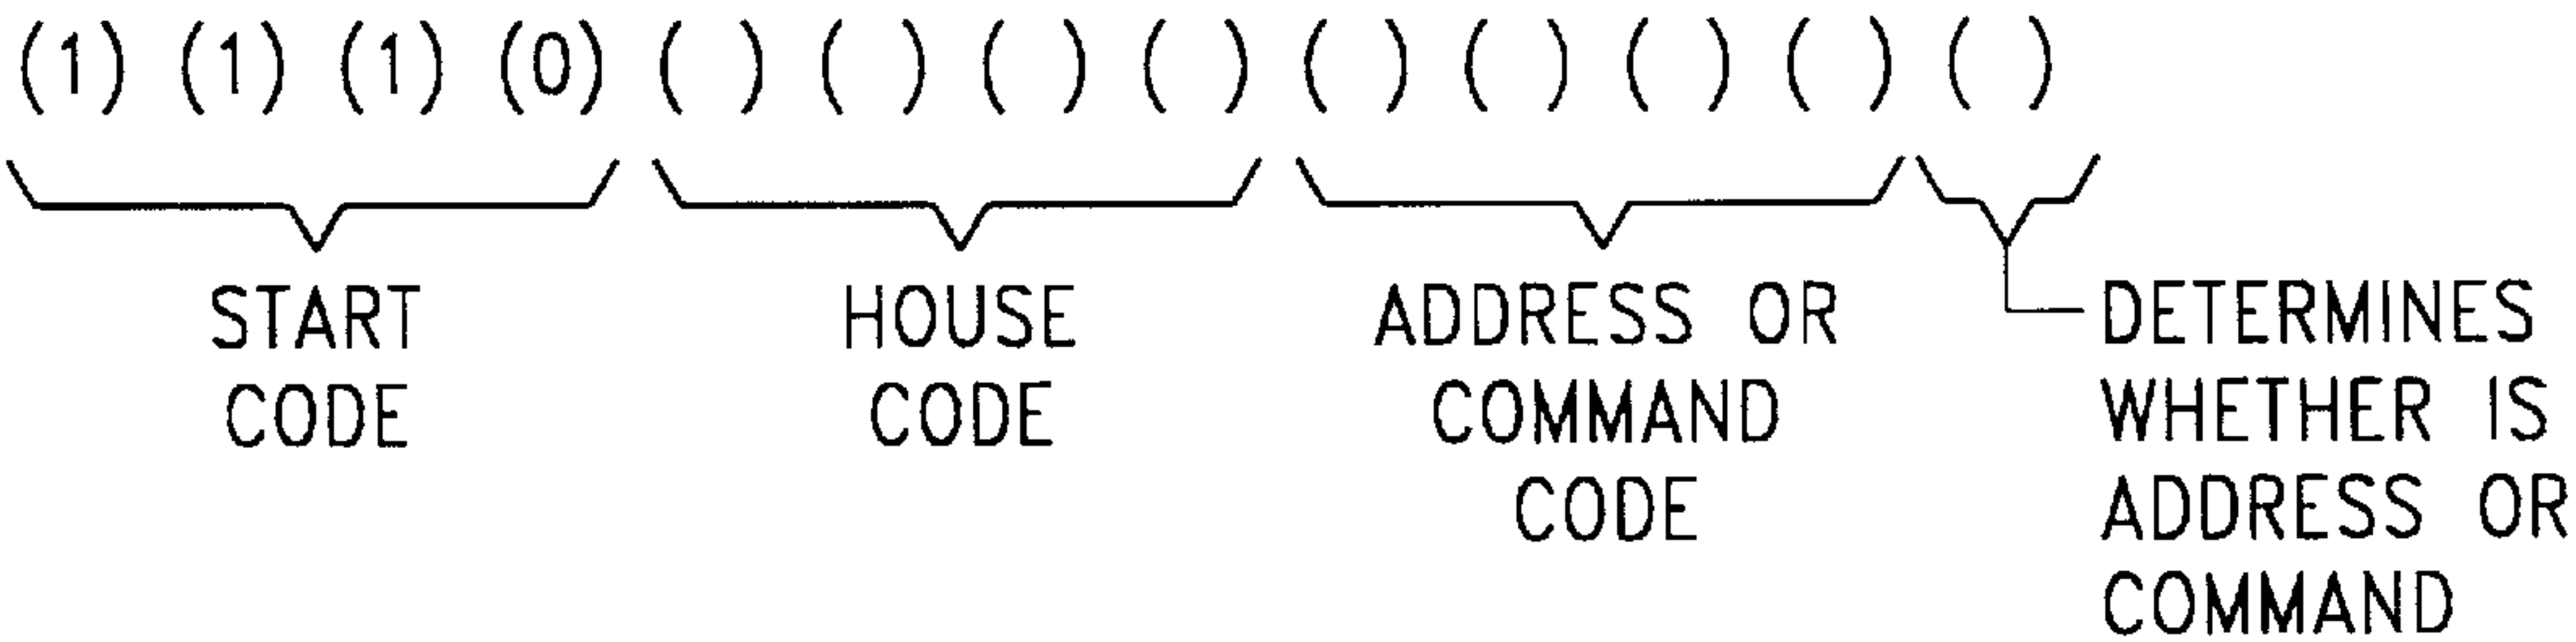 (1) (1) (1) (0) ( ) ( ) ( ) ( ) ( ) ( ) ( ) ( ) ( )
START
CODE
HOUSE
CODE
ADDRESS OR
COMMAND
CODE
DETERMINES
WHETHER IS
ADDRESS OR
COMMAND